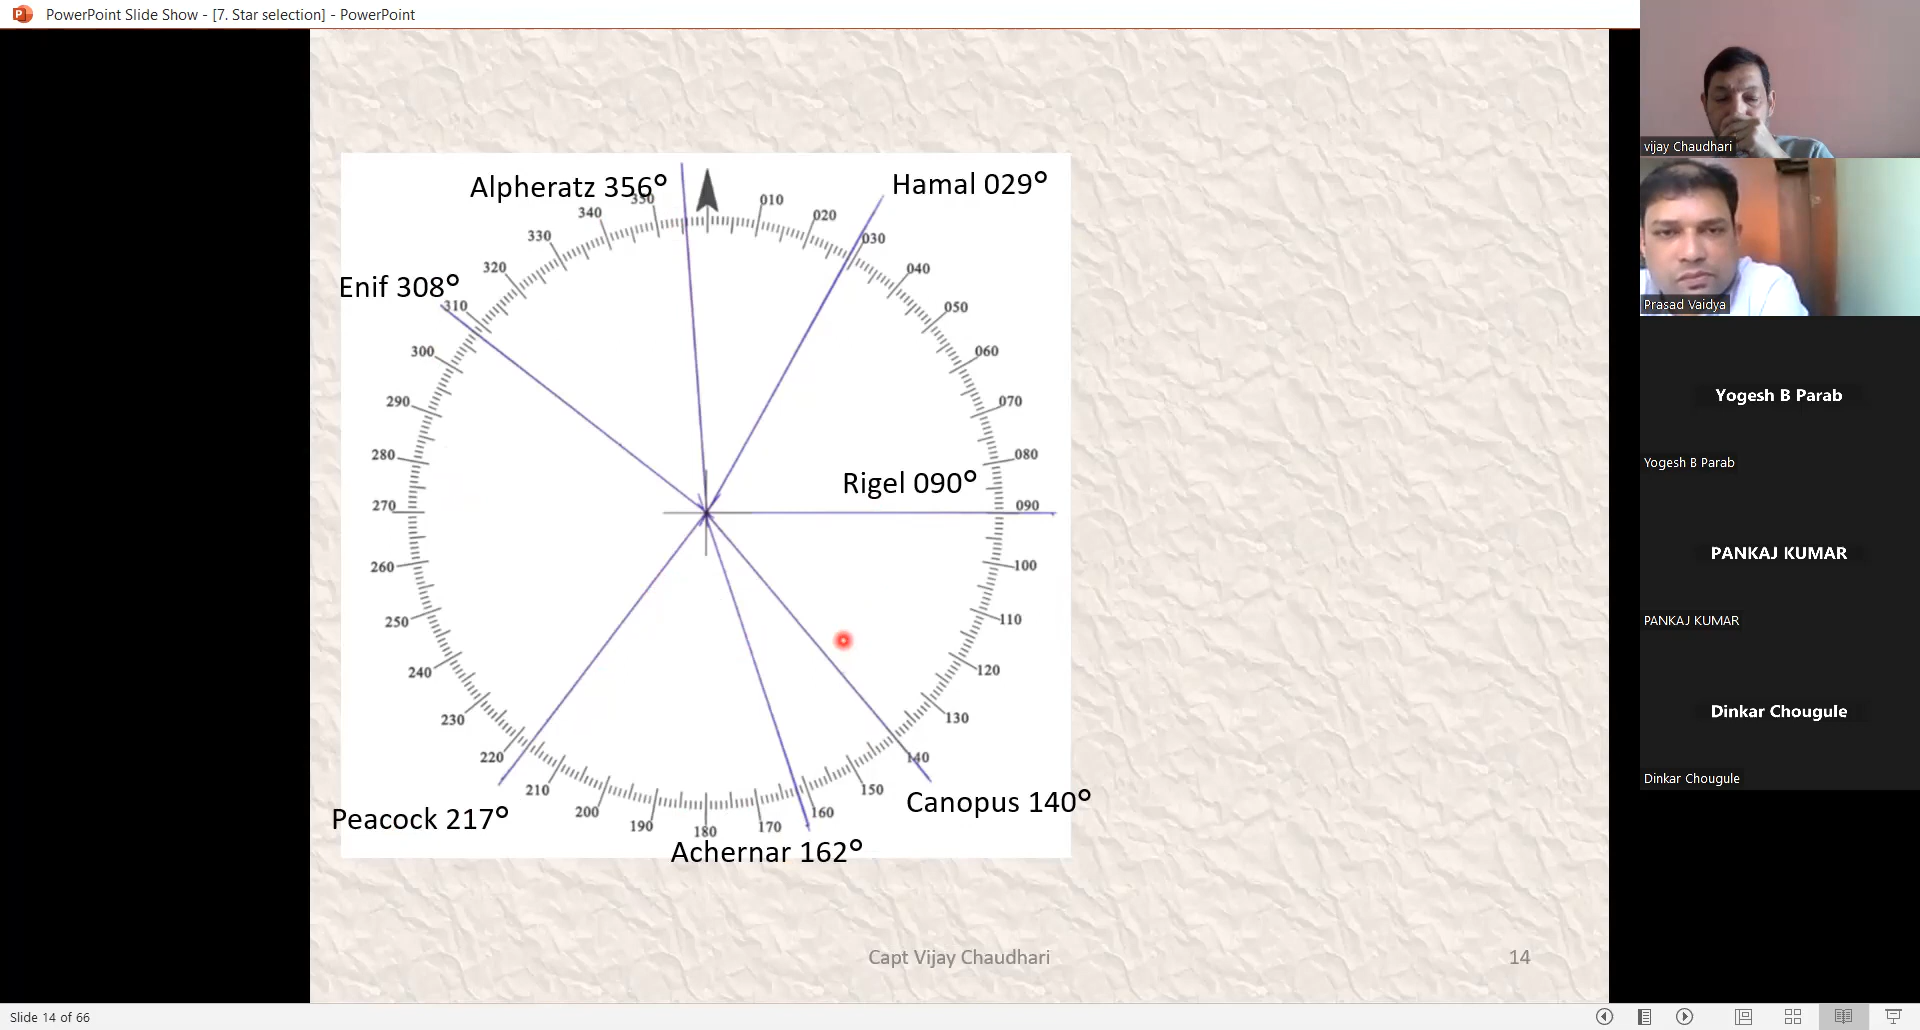 PowerPoint Slide Show - [7. Star selection] - PowerPoint
Alpheratz 356°
Hamal 029°
Enif 308°
Rigel 090°
Peacock 217°
Canopus 140°
Achernar 162°
010
020
030
040
050
060
070
080
090
100
110
120
130
140
150
160
170
180
190
200
210
220
230
240
250
260
270
280
290
300
310
320
330
340
350
Capt Vijay Chaudhari
14
vijay Chaudhari
Prasad Vaidya
Yogesh B Parab
Yogesh B Parab
PANKAJ KUMAR
PANKAJ KUMAR
Dinkar Chougule
Dinkar Chougule
Slide 14 of 66